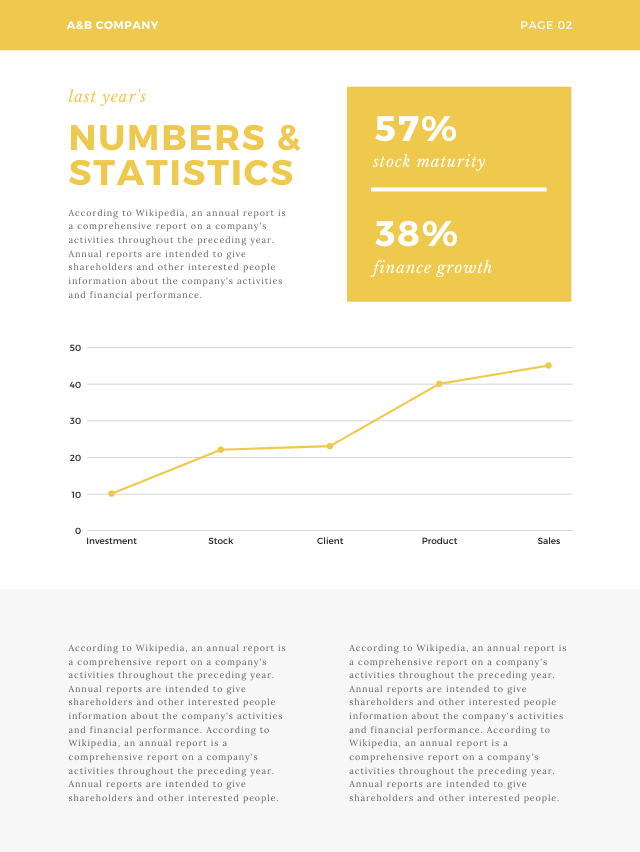 A&B COMPANY
PAGE 02
last year's
NUMBERS &
STATISTICS
According to Wikipedia, an annual report is
a comprehensive report on a company's
activities throughout the preceding year.
Annual reports are intended to give
shareholders and other interested people
information about the company's activities
and financial performance.
57%
stock maturity
38%
finance growth
50
40
30
20
10
0
Investment
Stock
Client
Product
Sales
According to Wikipedia, an annual report is
a comprehensive report on a company's
activities throughout the preceding year.
Annual reports are intended to give
shareholders and other interested people
information about the company's activities
and financial performance. According to
Wikipedia, an annual report is a
comprehensive report on a company's
activities throughout the preceding year.
Annual reports are intended to give
shareholders and other interested people.
According to Wikipedia, an annual report is
a comprehensive report on a company's
activities throughout the preceding year.
Annual reports are intended to give
shareholders and other interested people
information about the company's activities
and financial performance. According to
Wikipedia, an annual report is a
comprehensive report on a company's
activities throughout the preceding year.
Annual reports are intended to give
shareholders and other interested people.